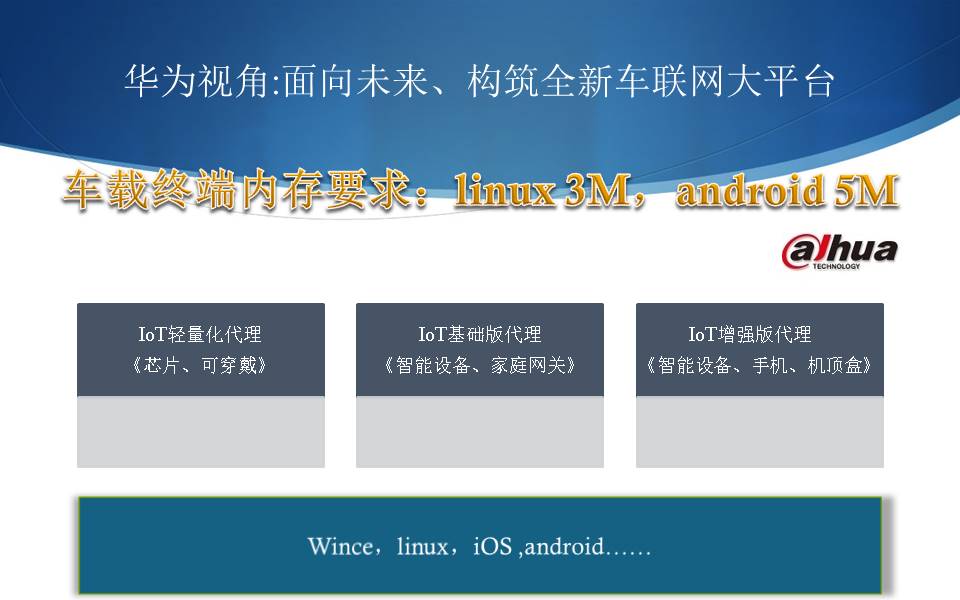 华为视角:面向未来、构筑全新车联网大平台
车载终端内存要求：linux 3M，android 5M
alhua
TECHNOLOGY
IoT轻量化代理
《芯片、可穿戴》
IoT基础版代理
《智能设备、家庭网关》
IoT增强版代理
《智能设备、手机、机顶盒》
Wince，linux，iOS ,android……